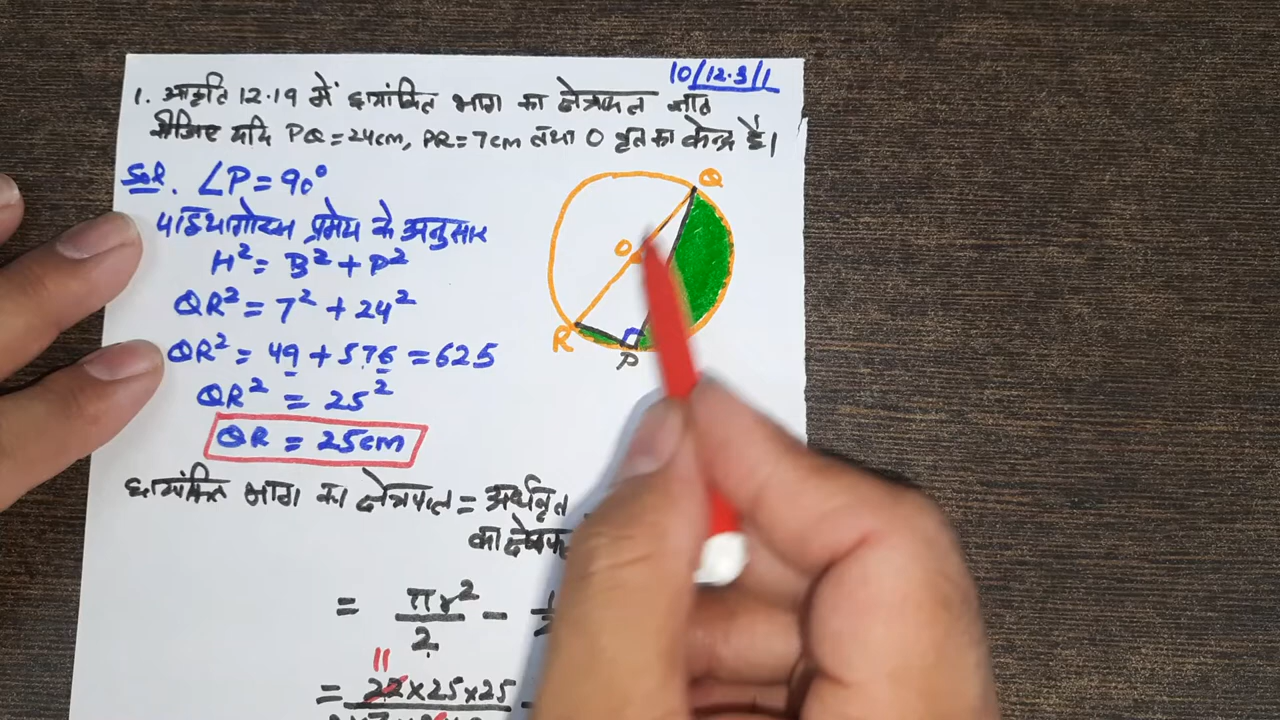 10/12.3/1
1. आकृति 12.19 में छायांकित भाग का क्षेत्रफल ज्ञात
कीजिए यदि PQ = 24cm, PR = 7cm तथा O वृत का केन्द्र है।
Sol. ∠P = 90°
पाइथागोरस प्रमेय के अनुसार
H² = B² + P²
QR² = 7² + 24²
QR² = 49 + 576 = 625
QR² = 25²
QR = 25cm
Q
O
R
P
छायांकित भाग का क्षेत्रफल = अर्धवृत
का
= πr²/2 -
11
= 22×25×25